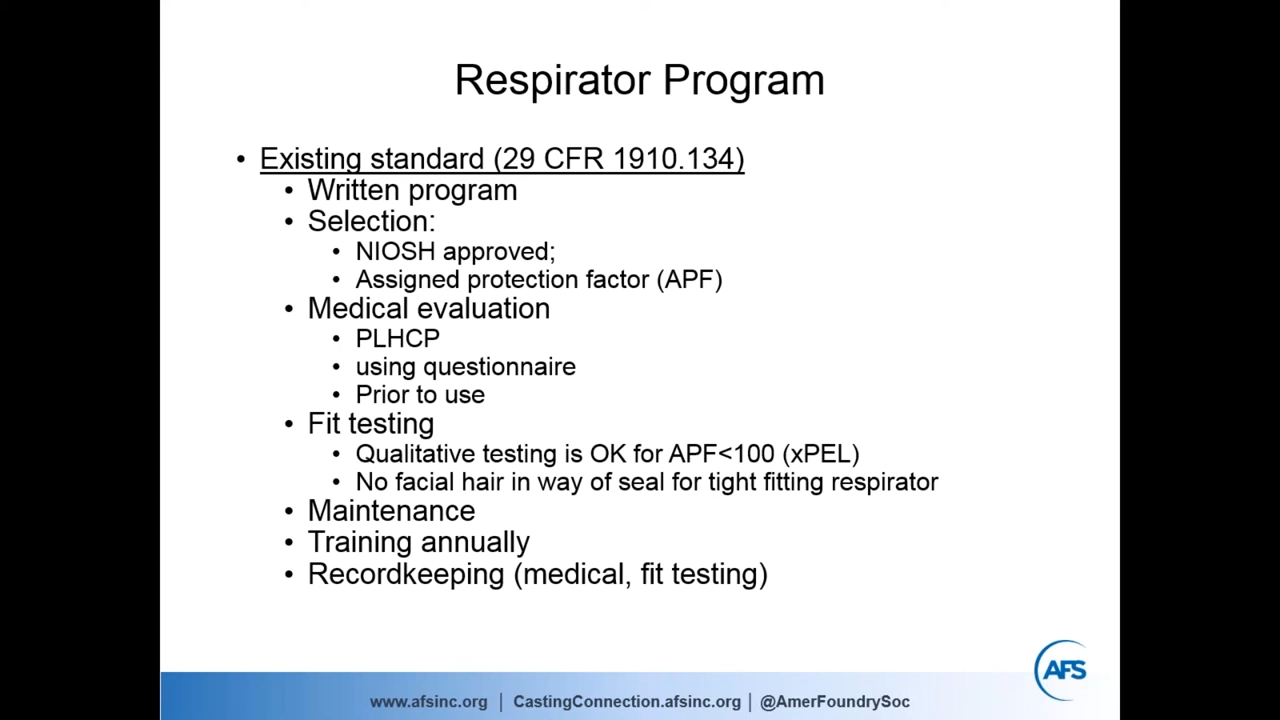 Respirator Program
• Existing standard (29 CFR 1910.134)
• Written program
• Selection:
• NIOSH approved;
• Assigned protection factor (APF)
• Medical evaluation
• PLHCP
• using questionnaire
• Prior to use
• Fit testing
• Qualitative testing is OK for APF<100 (xPEL)
• No facial hair in way of seal for tight fitting respirator
• Maintenance
• Training annually
• Recordkeeping (medical, fit testing)
AFS
www.afsinc.org | CastingConnection.afsinc.org | @AmerFoundrySoc